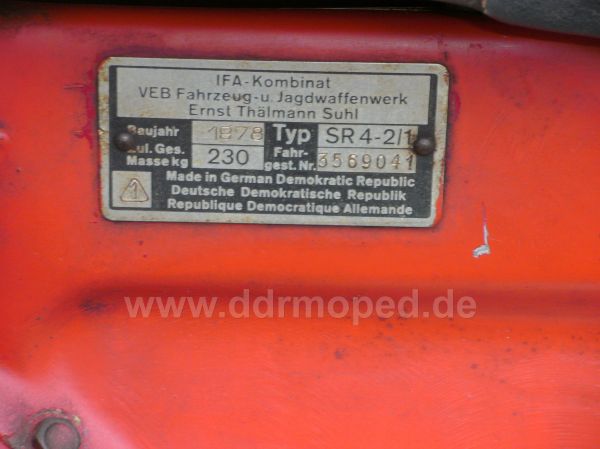 IFA-Kombinat
VEB Fahrzeug-u. Jagdwaffenwerk
Ernst Thälmann Suhl
Baujahr 1978 Typ SR 4-2/1
Zul. Ges. Masse kg 230 Fahr-gest. Nr. 3569041
1
Made in German Demokratic Republic
Deutsche Demokratische Republik
Republique Democratique Allemande
www.ddrmoped.de